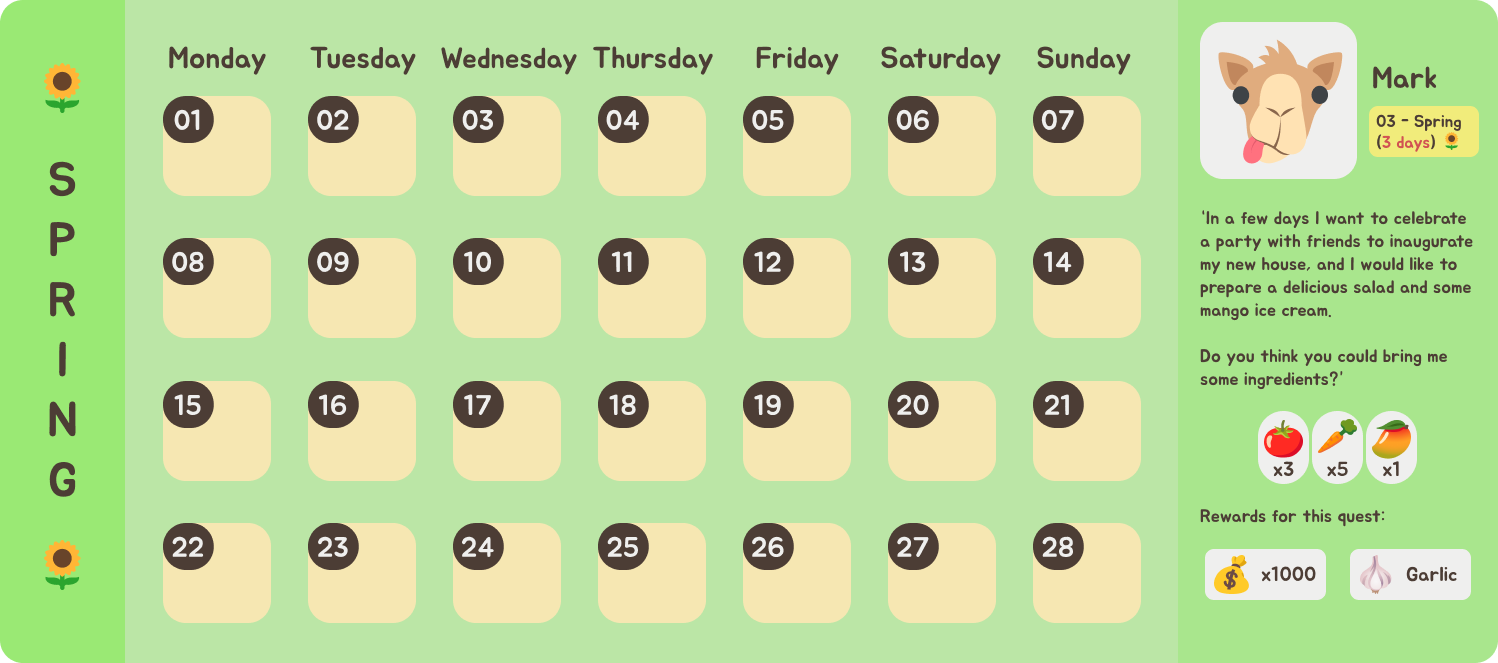 SPRING
Monday Tuesday Wednesday Thursday Friday Saturday Sunday
01 02 03 04 05 06 07
08 09 10 11 12 13 14
15 16 17 18 19 20 21
22 23 24 25 26 27 28
Mark
03 - Spring
(3 days)
'In a few days I want to celebrate
a party with friends to inaugurate
my new house, and I would like to
prepare a delicious salad and some
mango ice cream.
Do you think you could bring me
some ingredients?'
x3 x5 x1
Rewards for this quest:
x1000 Garlic